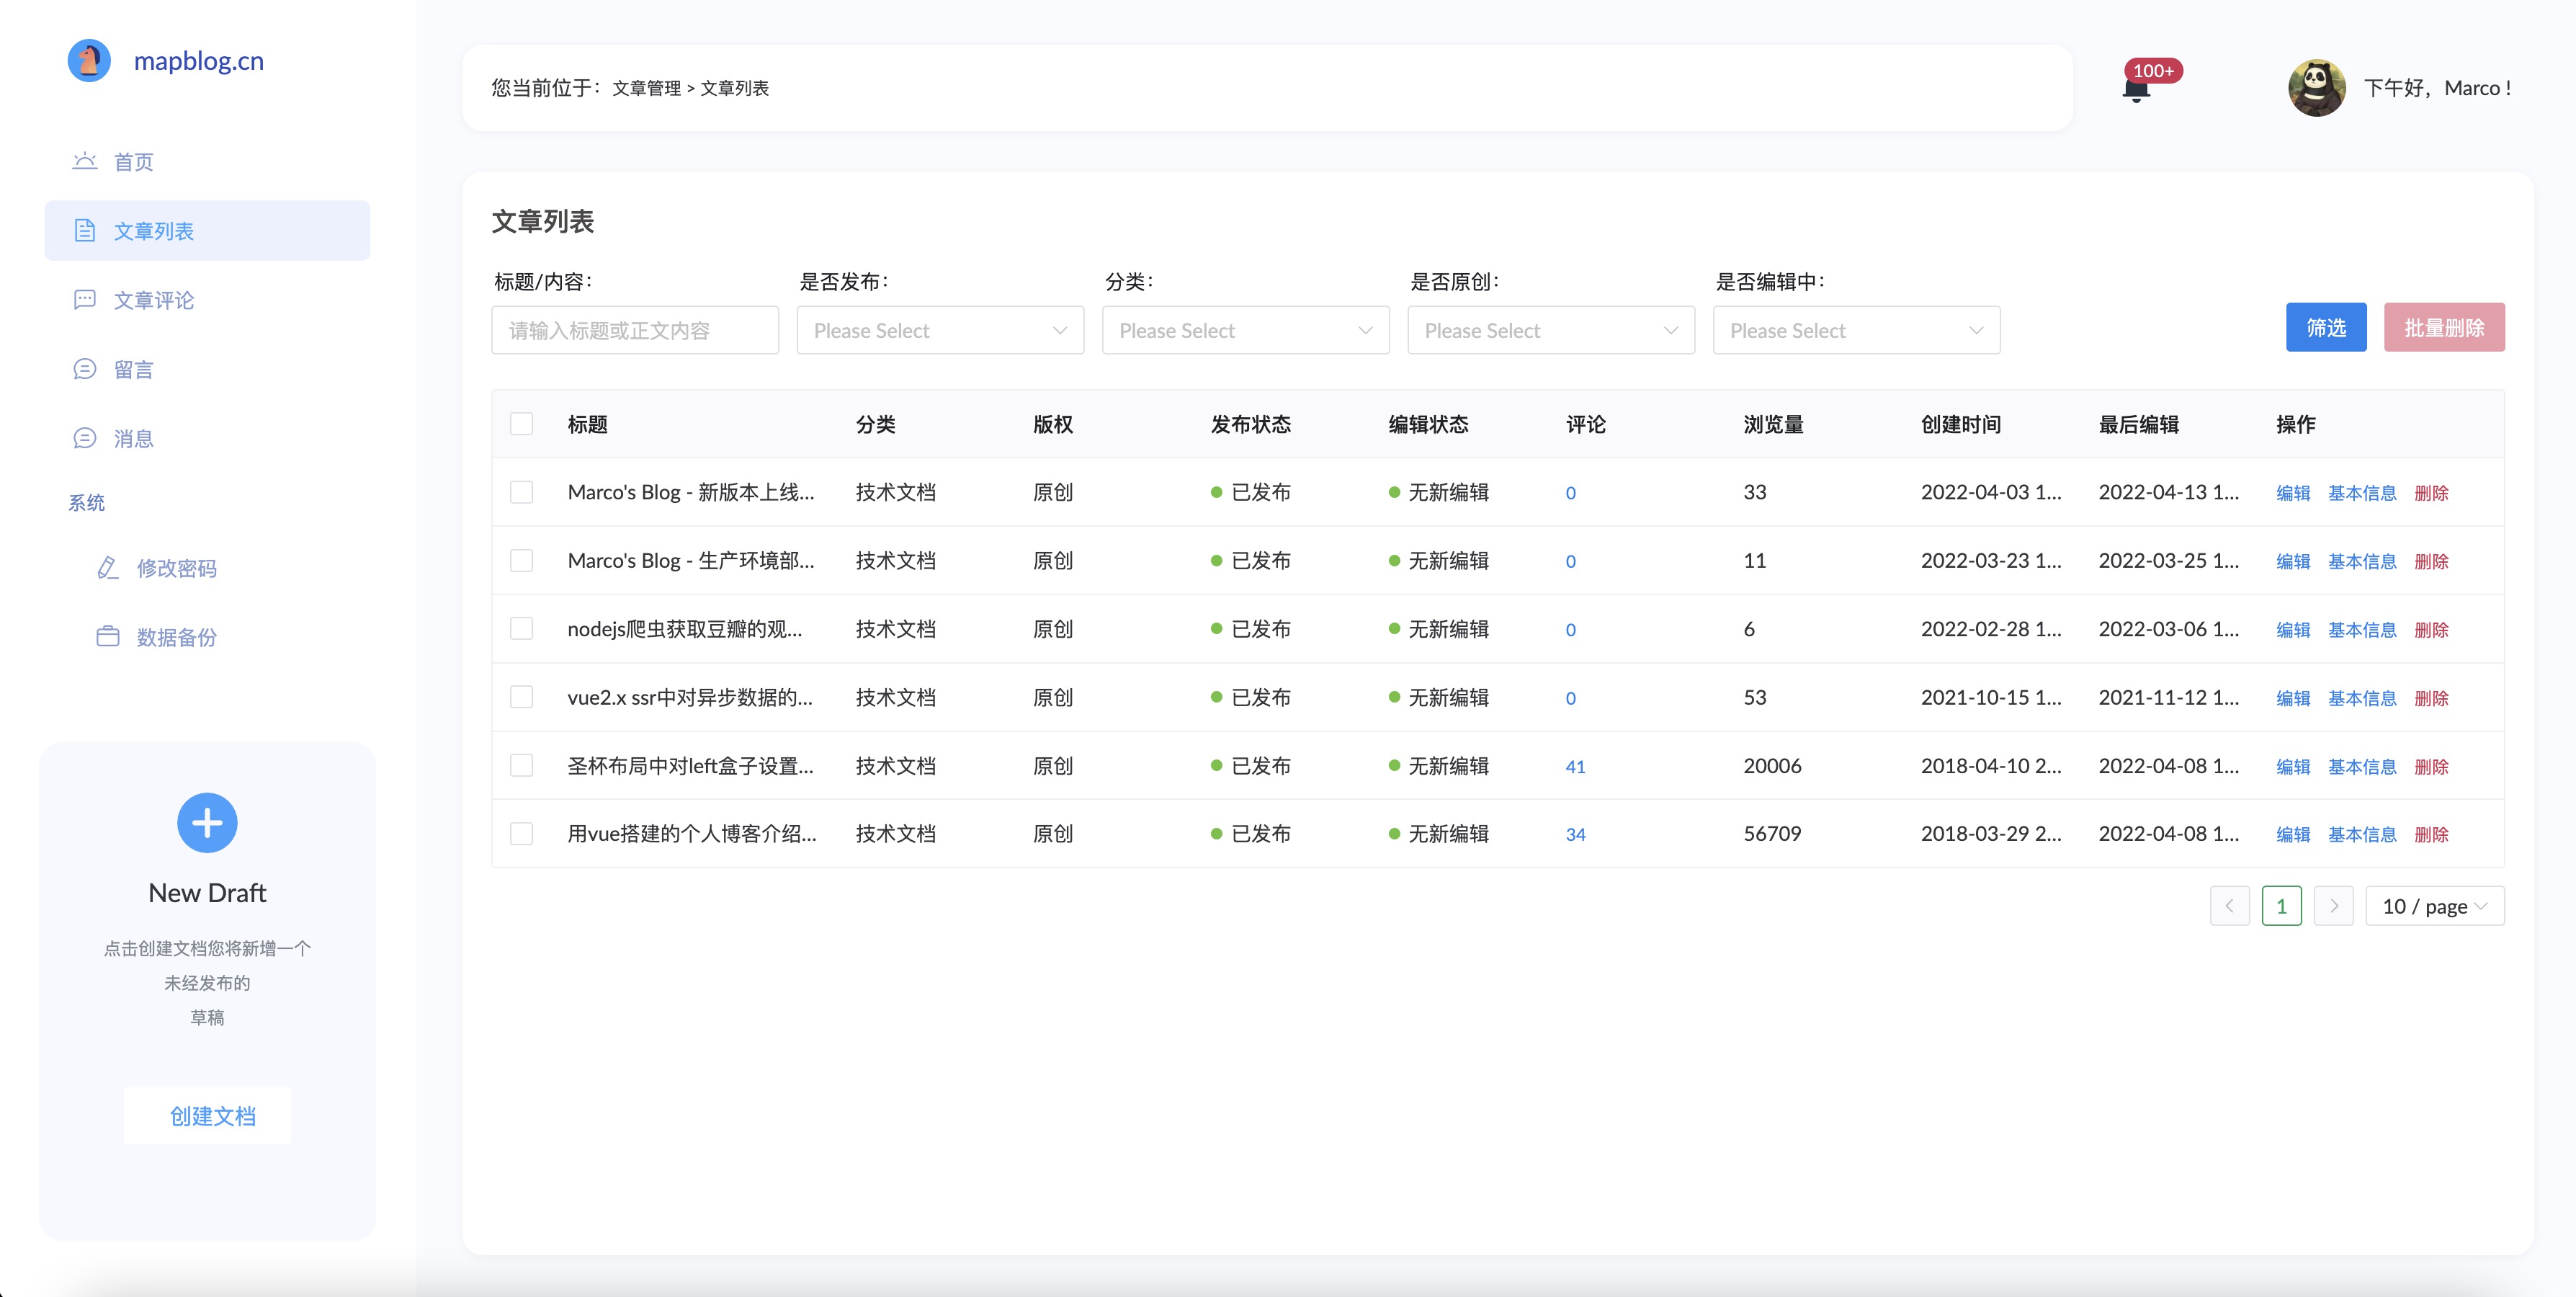 mapblog.cn
首页
文章列表
文章评论
留言
消息
系统
修改密码
数据备份
New Draft
点击创建文档您将新增一个
未经发布的
草稿
创建文档
您当前位于： 文章管理 > 文章列表
100+
下午好，Marco !
文章列表
标题/内容： 是否发布： 分类： 是否原创： 是否编辑中：
请输入标题或正文内容 Please Select Please Select Please Select Please Select 筛选 批量删除
标题 分类 版权 发布状态 编辑状态 评论 浏览量 创建时间 最后编辑 操作
Marco's Blog - 新版本上线... 技术文档 原创 已发布 无新编辑 0 33 2022-04-03 1... 2022-04-13 1... 编辑 基本信息 删除
Marco's Blog - 生产环境部... 技术文档 原创 已发布 无新编辑 0 11 2022-03-23 1... 2022-03-25 1... 编辑 基本信息 删除
nodejs爬虫获取豆瓣的观... 技术文档 原创 已发布 无新编辑 0 6 2022-02-28 1... 2022-03-06 1... 编辑 基本信息 删除
vue2.x ssr中对异步数据的... 技术文档 原创 已发布 无新编辑 0 53 2021-10-15 1... 2021-11-12 1... 编辑 基本信息 删除
圣杯布局中对left盒子设置... 技术文档 原创 已发布 无新编辑 41 20006 2018-04-10 2... 2022-04-08 1... 编辑 基本信息 删除
用vue搭建的个人博客介绍... 技术文档 原创 已发布 无新编辑 34 56709 2018-03-29 2... 2022-04-08 1... 编辑 基本信息 删除
1 10 / page